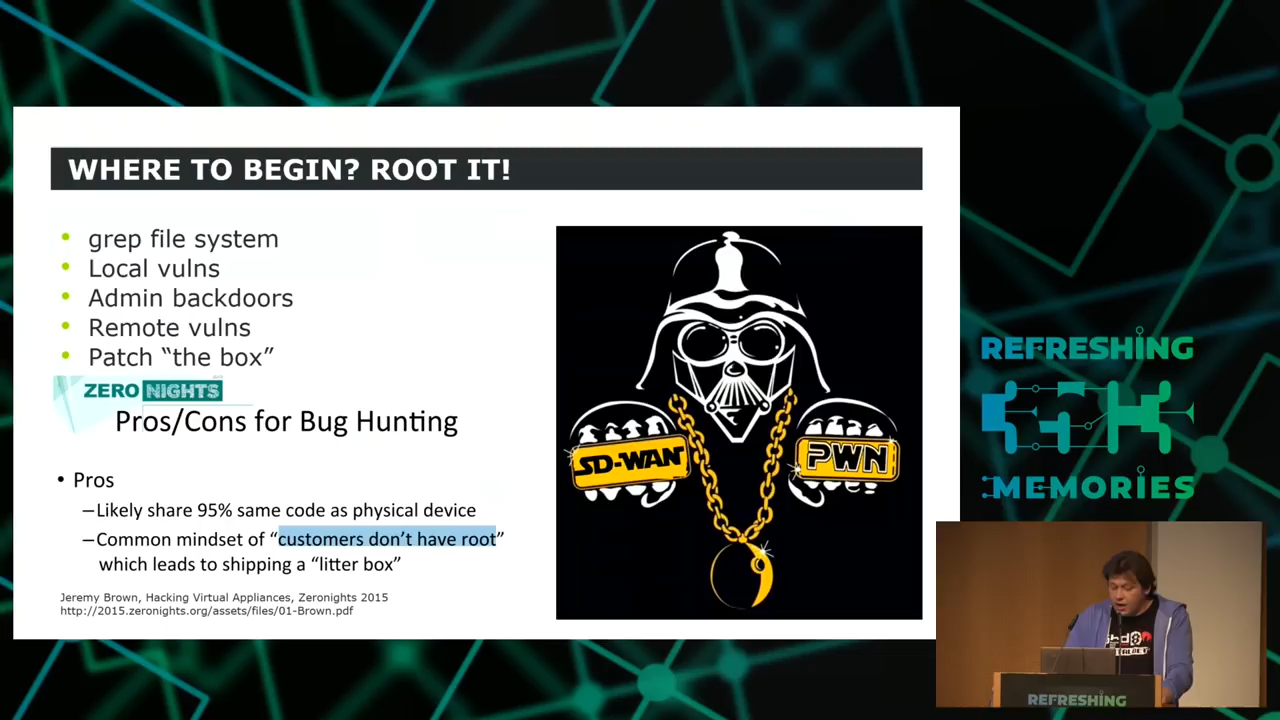 WHERE TO BEGIN? ROOT IT!
• grep file system
• Local vulns
• Admin backdoors
• Remote vulns
• Patch “the box”
ZERO NIGHTS
Pros/Cons for Bug Hunting
• Pros
–Likely share 95% same code as physical device
–Common mindset of “customers don’t have root”
which leads to shipping a “litter box”
Jeremy Brown, Hacking Virtual Appliances, Zeronights 2015
http://2015.zeronights.org/assets/files/01-Brown.pdf
SD-WAN
PWN
REFRESHING
MEMORIES
REFRESHING